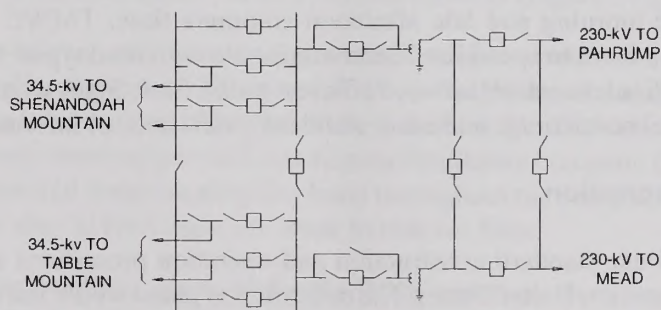 230-kV TO
PAHRUMP
34.5-kv TO
SHENANDOAH
MOUNTAIN
34.5-kv TO
TABLE
MOUNTAIN
230-kV TO
MEAD